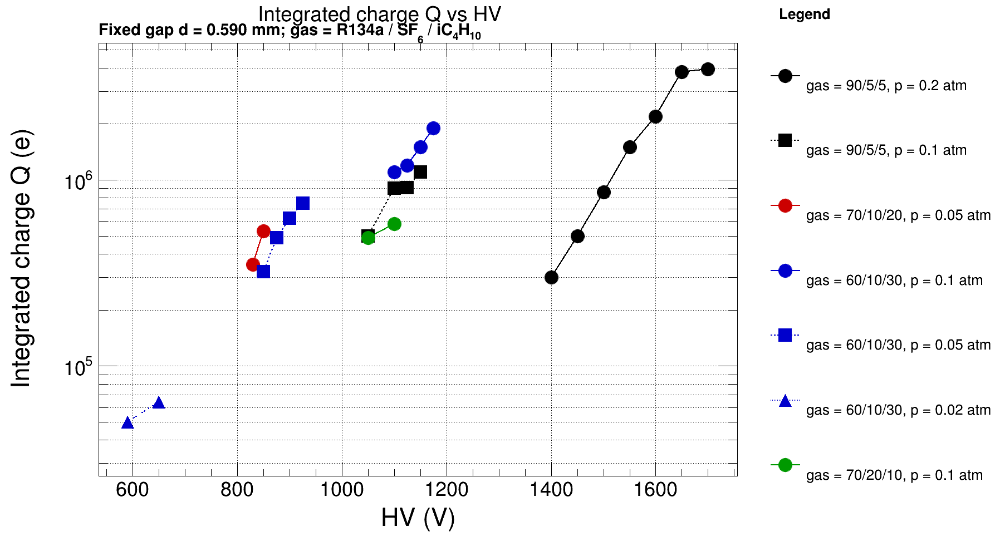 Integrated charge Q vs HV
Fixed gap d = 0.590 mm; gas = R134a / SF6 / iC4H10
Legend
gas = 90/5/5, p = 0.2 atm
gas = 90/5/5, p = 0.1 atm
gas = 70/10/20, p = 0.05 atm
gas = 60/10/30, p = 0.1 atm
gas = 60/10/30, p = 0.05 atm
gas = 60/10/30, p = 0.02 atm
gas = 70/20/10, p = 0.1 atm
Integrated charge Q (e)
10^6
10^5
600 800 1000 1200 1400 1600
HV (V)